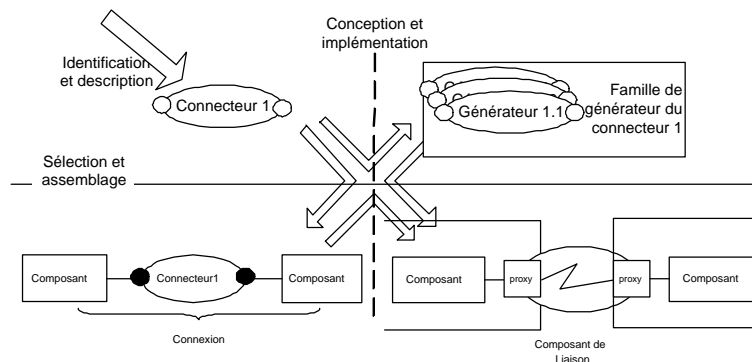 Conception et
implémentation
Identification
et description
Connecteur 1
Générateur 1.1
Famille de
générateur du
connecteur 1
Sélection et
assemblage
Composant
Connecteur1
Composant
Connexion
Composant
proxy
proxy
Composant
Composant de
Liaison